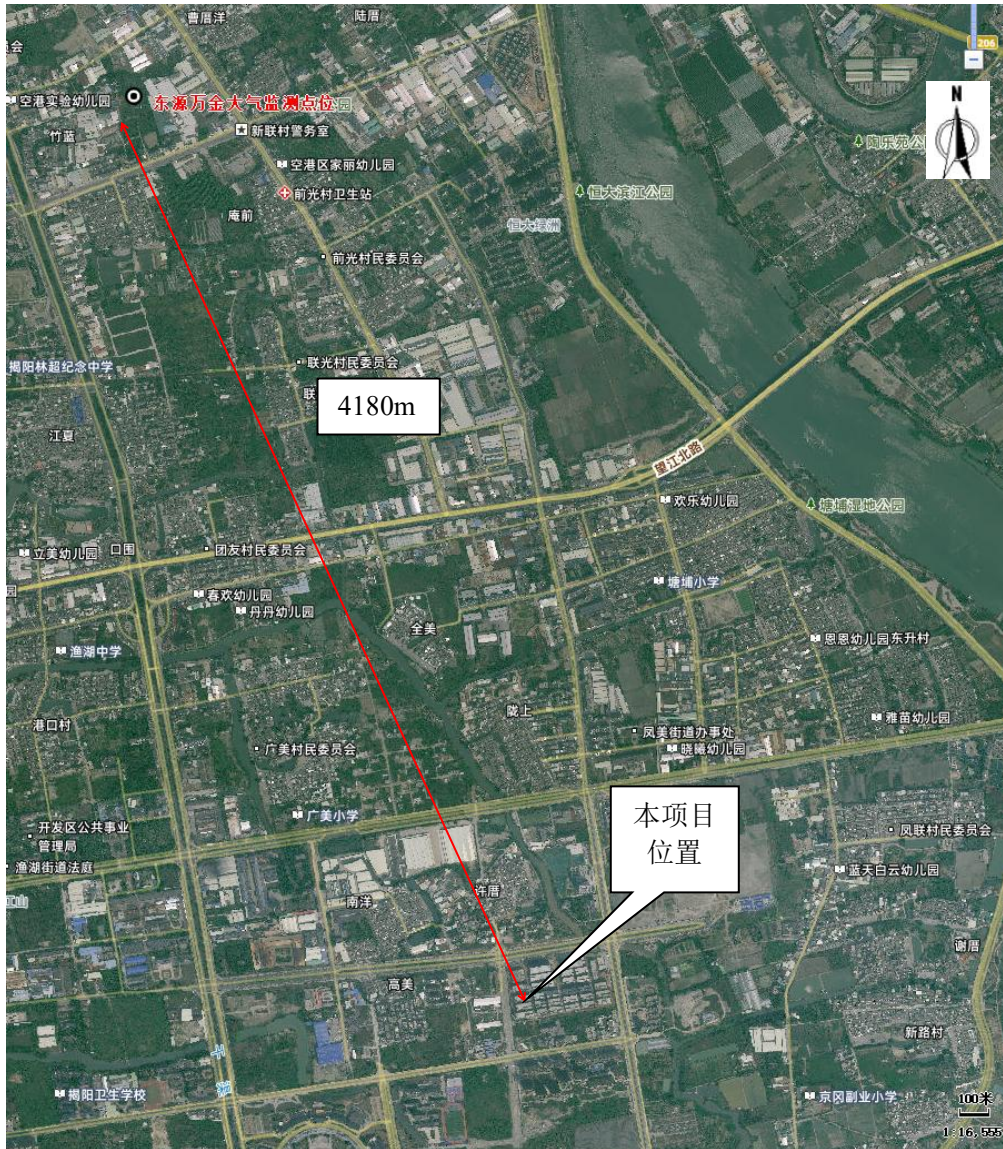 曹厝洋
陆厝
员会
206
空港实验幼儿园
东源万金大气监测点位
公园
N
竹蓝
新联村警务室
陶乐苑公
空港区家丽幼儿园
前光村卫生站
恒大滨江公园
庵前
恒大绿洲
前光村民委员会
联光村民委员会
揭阳林超纪念中学
联
4180m
江夏
望江北路
欢乐幼儿园
塘埔湿地公园
立美幼儿园
口围
团友村民委员会
园
塘埔小学
春欢幼儿园
丹丹幼儿园
全美
恩恩幼儿园
东升村
渔湖中学
陇上
雅苗幼儿园
港口村
凤美街道办事处
广美村民委员会
晓曦幼儿园
本项目
位置
广美小学
开发区公共事业
管理局
凤联村民委员会
渔湖街道法庭
蓝天白云幼儿园
许厝
江山
南洋
谢厝
高美
新路村
揭阳卫生学校
京冈副业小学
100米
1:16,555